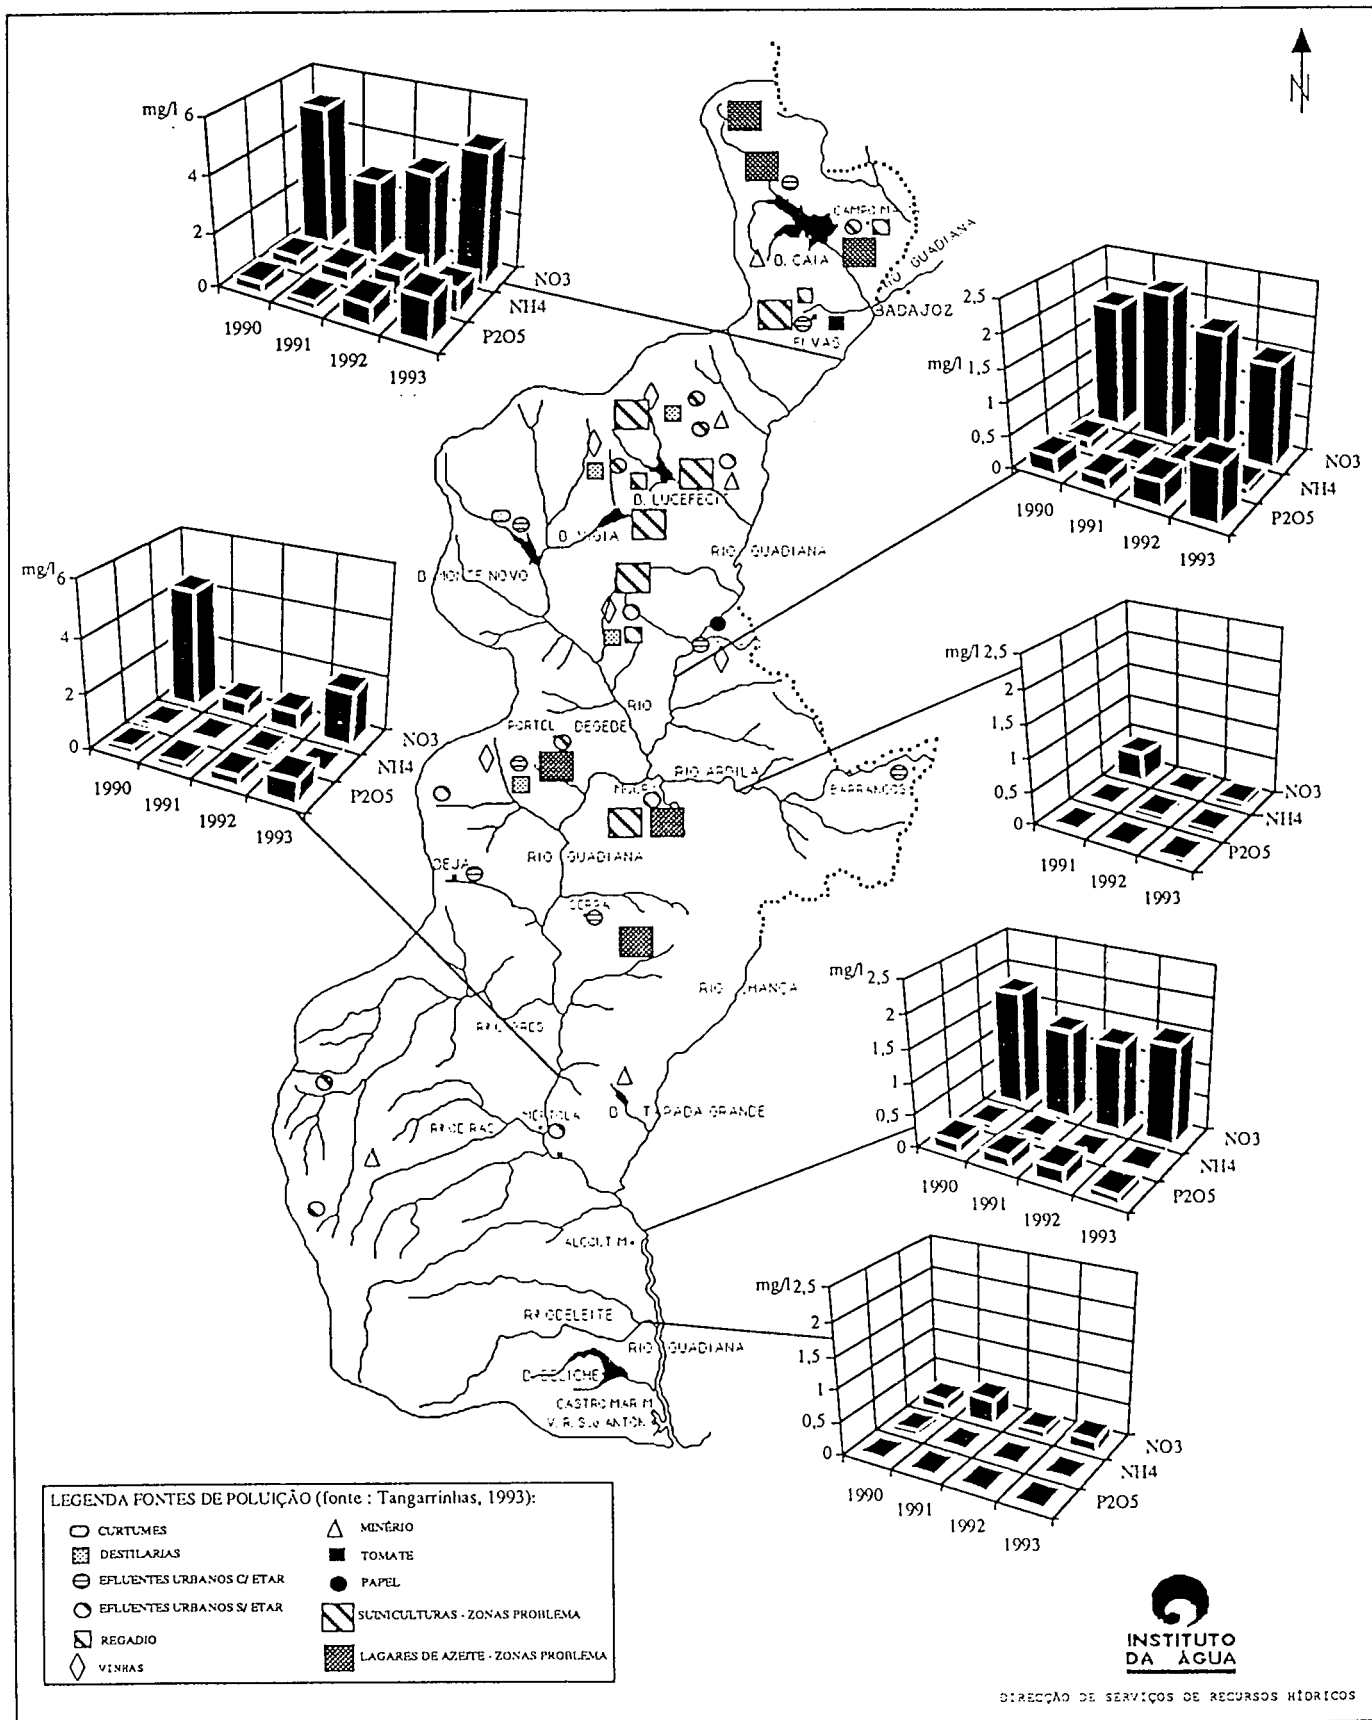 N
mg/l 6
4
2
0
1990
1991
1992
1993
NO3
NH4
P2O5
B. CAIA
RIO GUADIANA
BADAJOZ
ELVAS
mg/l
2,5
2
1,5
1
0,5
0
1990
1991
1992
1993
NO3
NH4
P2O5
B. LUCEFECIT
B. VIGIA
RIO GUADIANA
B. MONTE NOVO
mg/l 6
4
2
0
1990
1991
1992
1993
NO3
NH4
P2O5
mg/l 2,5
2
1,5
1
0,5
0
1991
1992
1993
NO3
NH4
P2O5
RIO
PORTEL DEGEBE
RIO ARDILA
BARRANCOS
RIO GUADIANA
RIO CHANÇA
mg/l 2,5
2
1,5
1
0,5
0
1990
1991
1992
1993
NO3
NH4
P2O5
MERTOLA
B. TAPADA GRANDE
ALCOUTIM
mg/l 2,5
2
1,5
1
0,5
0
1990
1991
1992
1993
NO3
NH4
P2O5
RIO GUADIANA
CASTRO MARIM
LEGENDA FONTES DE POLUIÇÃO (fonte : Tangarrinhas, 1993):
CURTUMES
DESTILARIAS
EFLUENTES URBANOS C/ ETAR
EFLUENTES URBANOS S/ ETAR
REGADIO
VINHAS
MINÉRIO
TOMATE
PAPEL
SUINICULTURAS - ZONAS PROBLEMA
LAGARES DE AZEITE - ZONAS PROBLEMA
INSTITUTO
DA ÁGUA
DIRECÇÃO DE SERVIÇOS DE RECURSOS HÍDRICOS